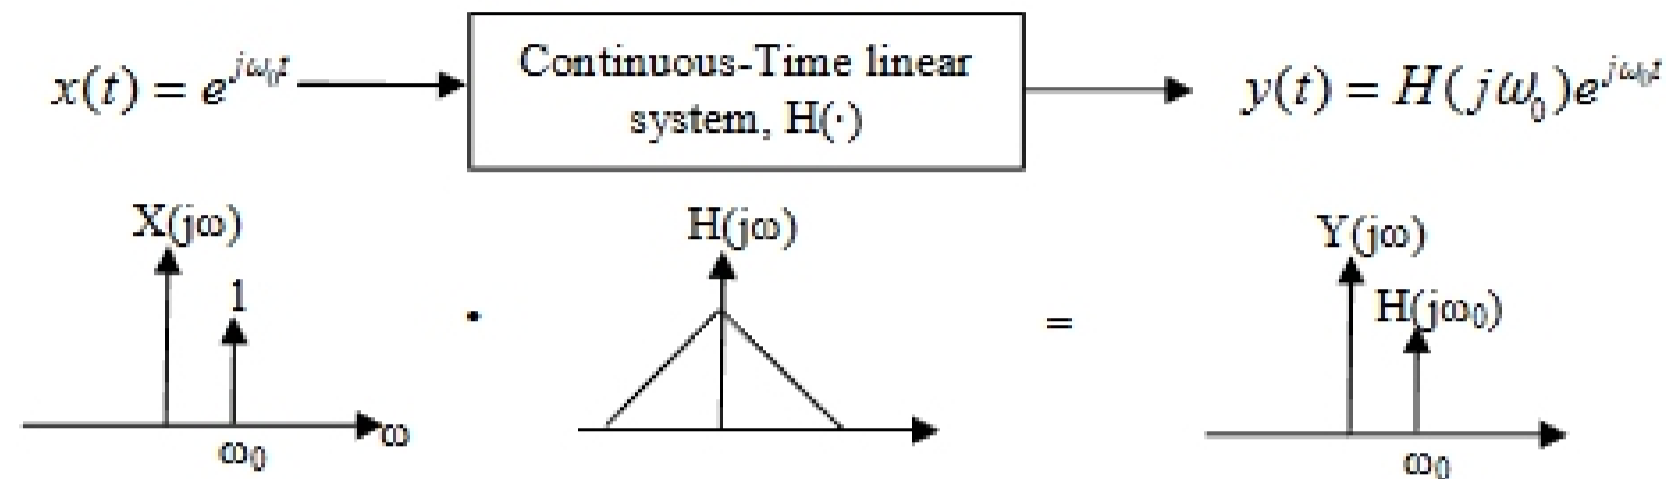 x(t) = e^{jω₀t}
Continuous-Time linear
system, H(·)
y(t) = H(jω₀)e^{jω₀t}
X(jω)
1
ω₀
ω
·
H(jω)
=
Y(jω)
H(jω₀)
ω₀